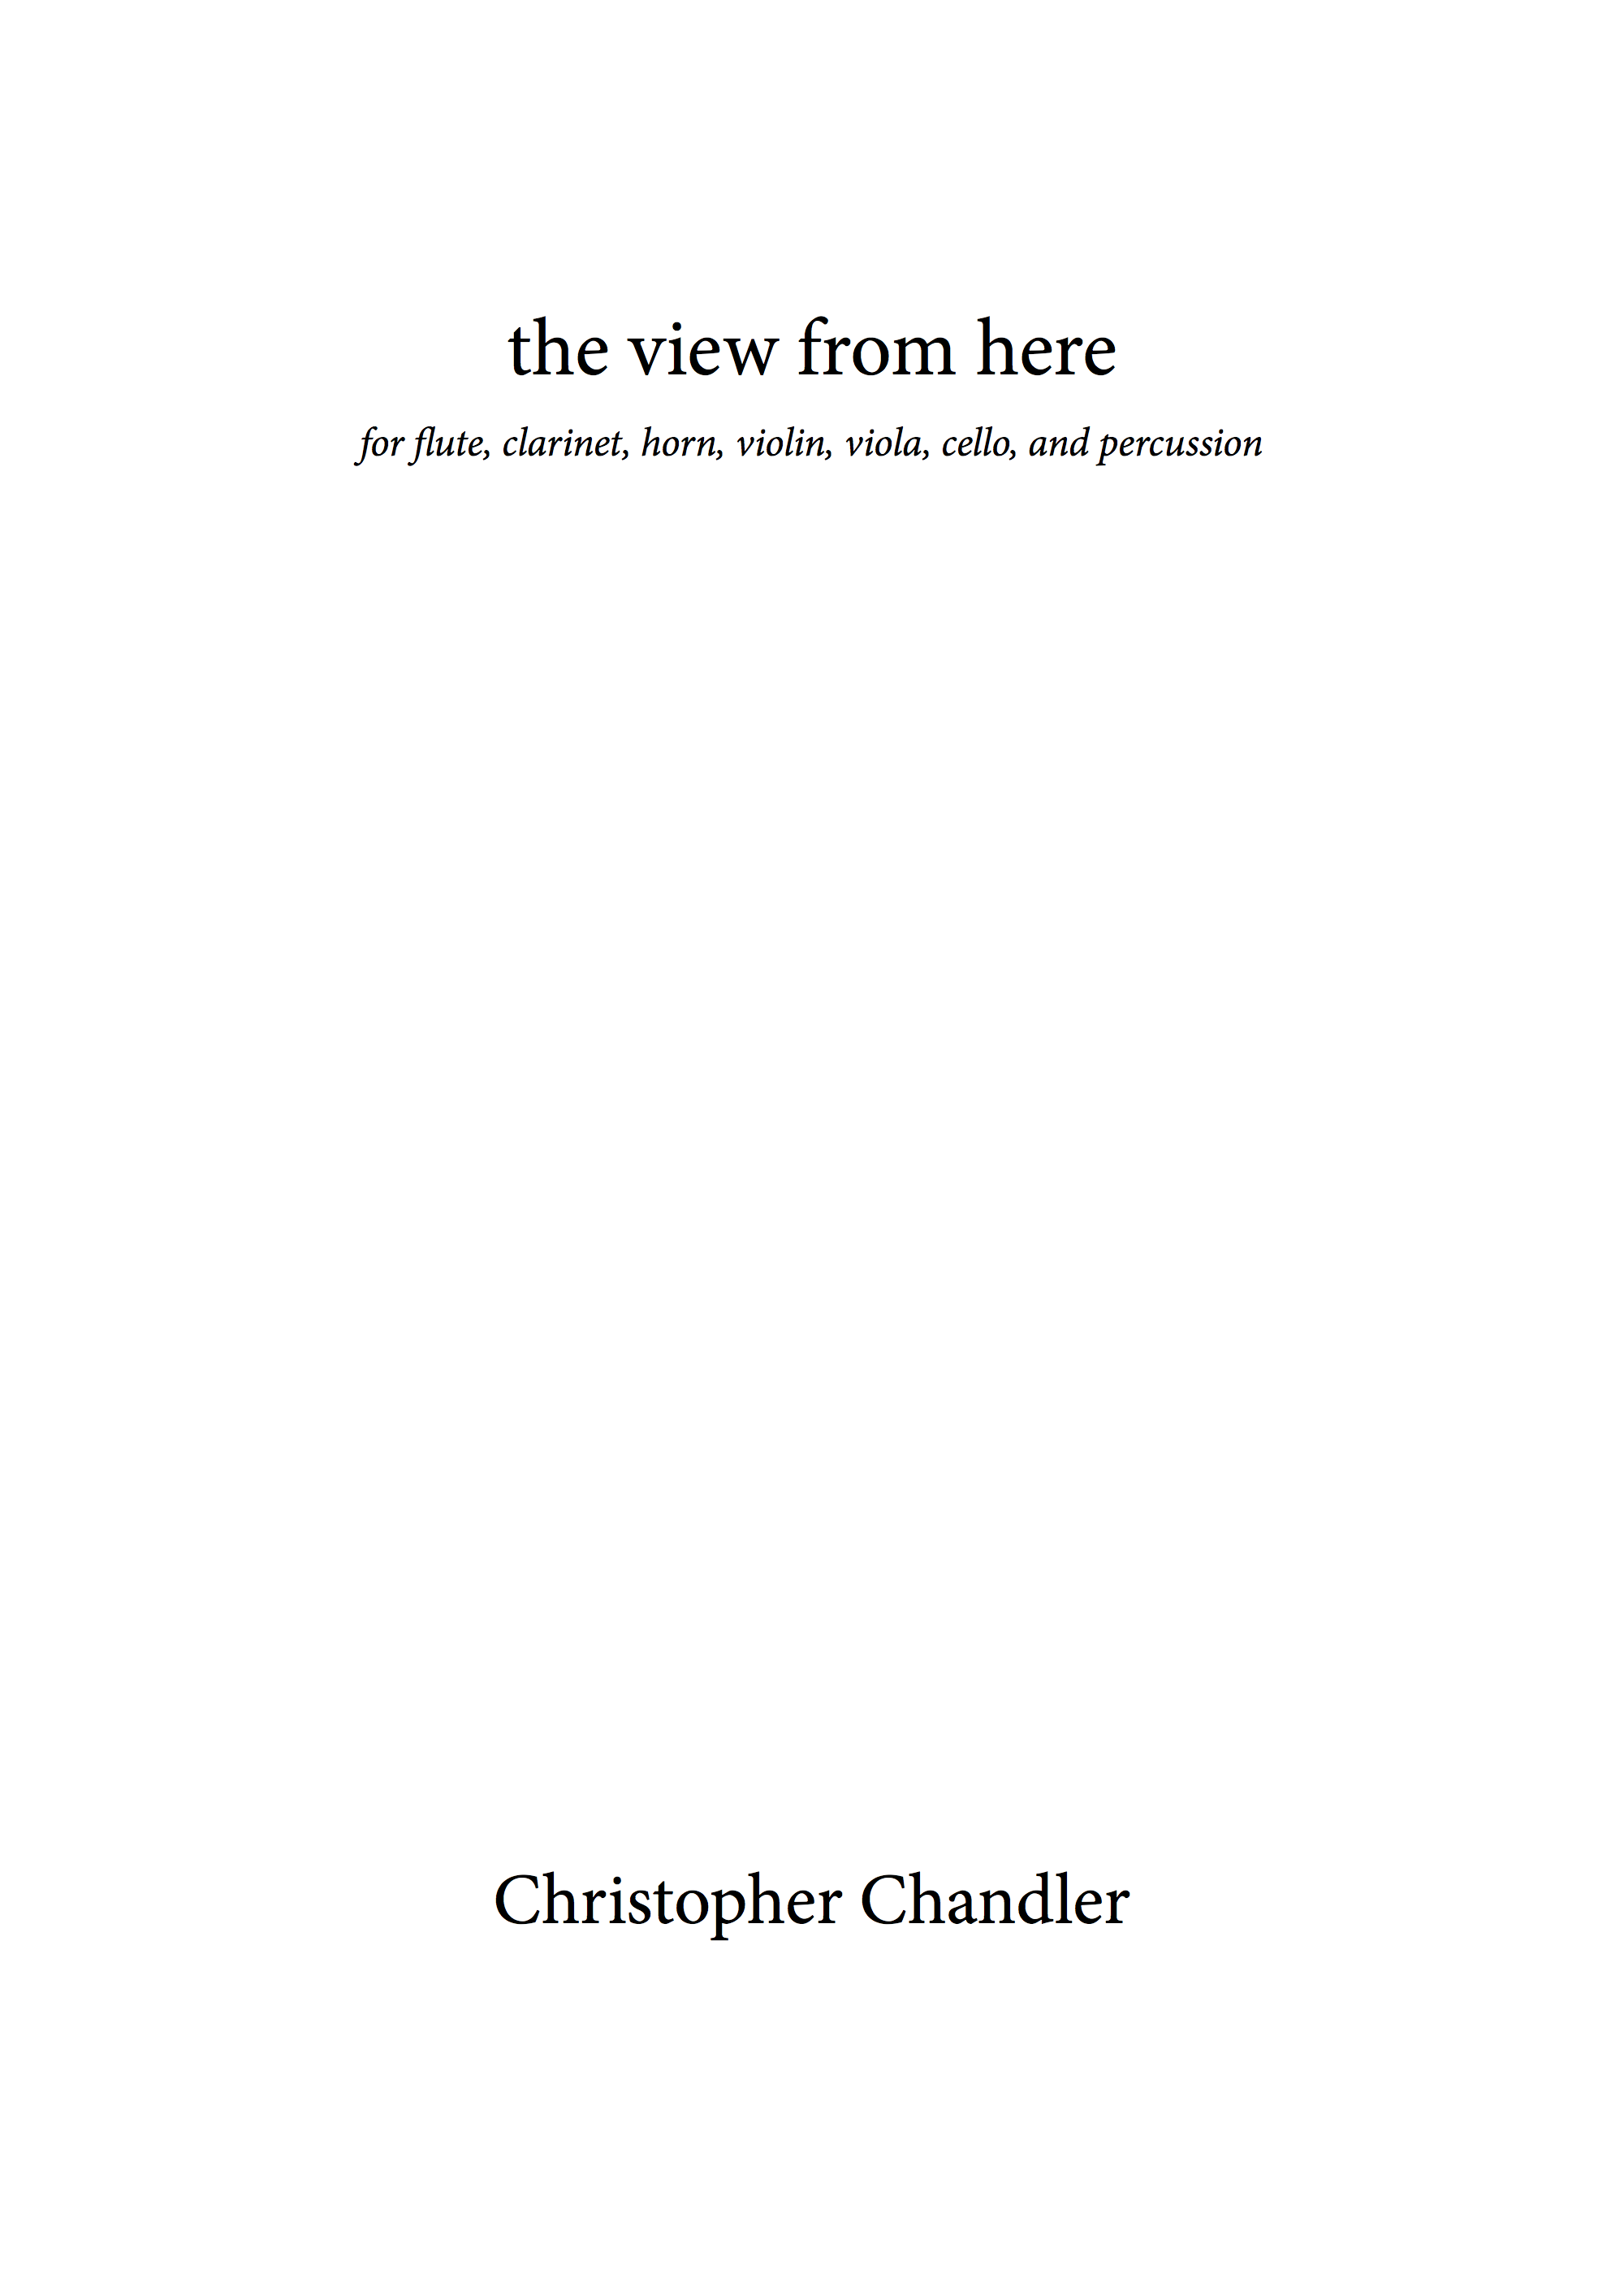 the view from here
for flute, clarinet, horn, violin, viola, cello, and percussion
Christopher Chandler